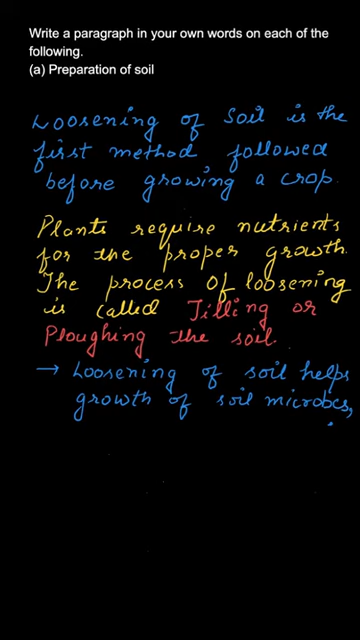 Write a paragraph in your own words on each of the
following.
(a) Preparation of soil
Loosening of soil is the
first method followed
before growing a crop.
Plants require nutrients
for the proper growth.
The process of loosening
is called Tilling or
Ploughing the soil.
→ Loosening of soil helps
growth of soil microbes,